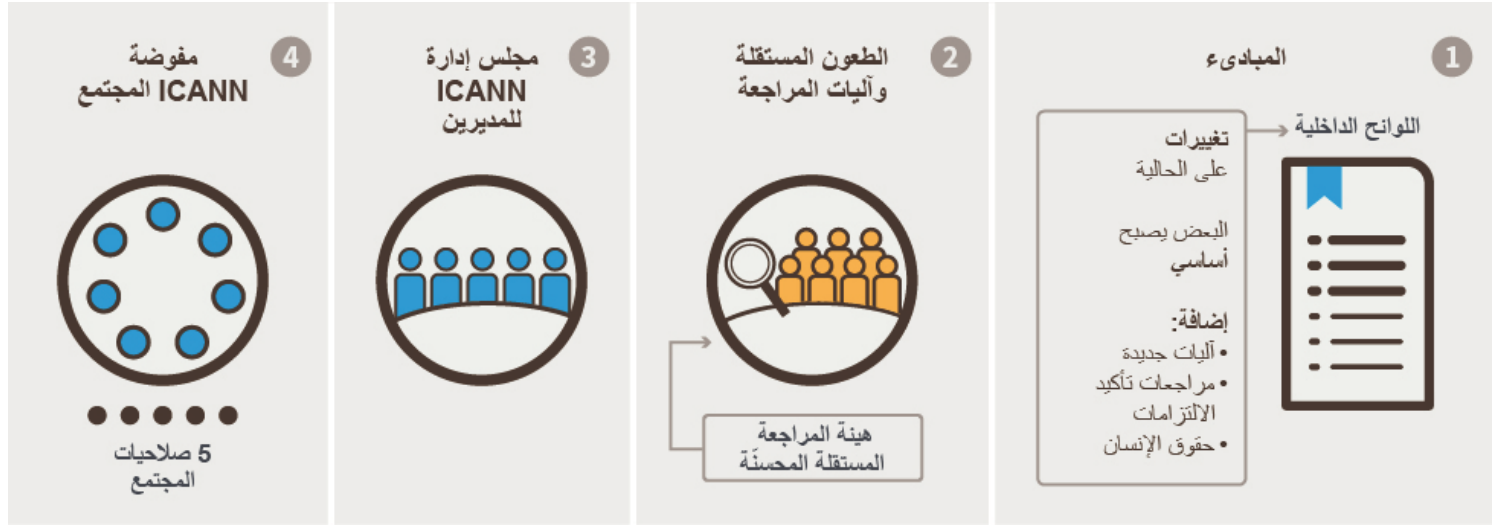 1
المبادىء
اللوائح الداخلية
تغييرات
على الحالية
البعض يصبح
أساسي
إضافة:
• آليات جديدة
• مراجعات تأكيد
الالتزامات
• حقوق الإنسان
2
الطعون المستقلة
وآليات المراجعة
هيئة المراجعة
المستقلة المحسنّة
3
مجلس إدارة
ICANN
للمديرين
4
مفوضة
ICANN المجتمع
5 صلاحيات
المجتمع